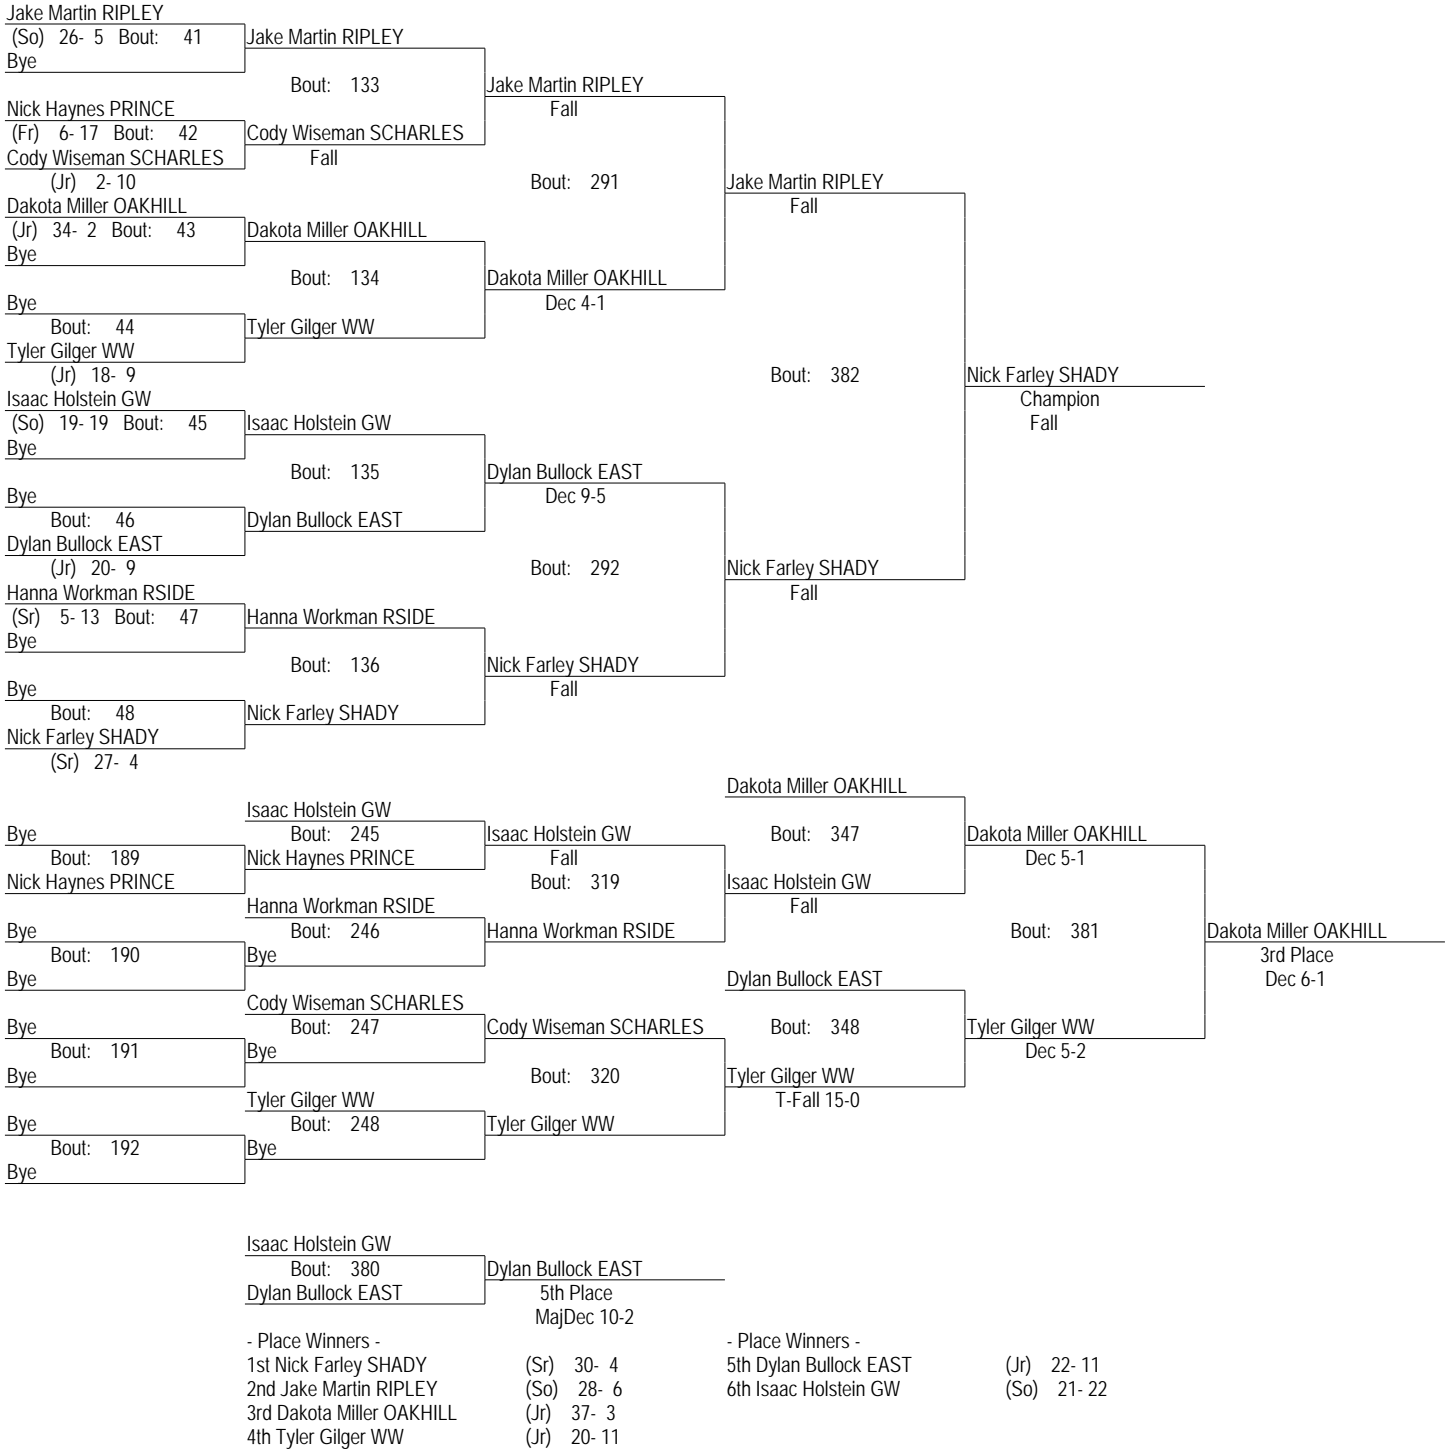 Jake Martin RIPLEY
(So) 26- 5 Bout: 41
Jake Martin RIPLEY
Bye
Bout: 133
Jake Martin RIPLEY
Fall
Nick Haynes PRINCE
(Fr) 6- 17 Bout: 42
Cody Wiseman SCHARLES
Fall
Cody Wiseman SCHARLES
(Jr) 2- 10
Bout: 291
Jake Martin RIPLEY
Fall
Dakota Miller OAKHILL
(Jr) 34- 2 Bout: 43
Dakota Miller OAKHILL
Bye
Bout: 134
Dakota Miller OAKHILL
Dec 4-1
Bye
Bout: 44
Tyler Gilger WW
Tyler Gilger WW
(Jr) 18- 9
Bout: 382
Nick Farley SHADY
Champion
Fall
Isaac Holstein GW
(So) 19- 19 Bout: 45
Isaac Holstein GW
Bye
Bout: 135
Dylan Bullock EAST
Dec 9-5
Bye
Bout: 46
Dylan Bullock EAST
Dylan Bullock EAST
(Jr) 20- 9
Bout: 292
Nick Farley SHADY
Fall
Hanna Workman RSIDE
(Sr) 5- 13 Bout: 47
Hanna Workman RSIDE
Bye
Bout: 136
Nick Farley SHADY
Fall
Bye
Bout: 48
Nick Farley SHADY
Nick Farley SHADY
(Sr) 27- 4
Dakota Miller OAKHILL
Isaac Holstein GW
Bye
Bout: 245
Isaac Holstein GW
Bout: 347
Dakota Miller OAKHILL
Bout: 189
Nick Haynes PRINCE
Fall
Dec 5-1
Nick Haynes PRINCE
Bout: 319
Isaac Holstein GW
Hanna Workman RSIDE
Fall
Bye
Bout: 246
Hanna Workman RSIDE
Bout: 381
Dakota Miller OAKHILL
Bout: 190
Bye
3rd Place
Bye
Dylan Bullock EAST
Dec 6-1
Cody Wiseman SCHARLES
Bye
Bout: 247
Cody Wiseman SCHARLES
Bout: 348
Tyler Gilger WW
Bout: 191
Bye
Dec 5-2
Bye
Bout: 320
Tyler Gilger WW
Tyler Gilger WW
T-Fall 15-0
Bye
Bout: 248
Tyler Gilger WW
Bout: 192
Bye
Bye
Isaac Holstein GW
Bout: 380
Dylan Bullock EAST
Dylan Bullock EAST
5th Place
MajDec 10-2
- Place Winners -
1st Nick Farley SHADY (Sr) 30- 4
2nd Jake Martin RIPLEY (So) 28- 6
3rd Dakota Miller OAKHILL (Jr) 37- 3
4th Tyler Gilger WW (Jr) 20- 11
- Place Winners -
5th Dylan Bullock EAST (Jr) 22- 11
6th Isaac Holstein GW (So) 21- 22